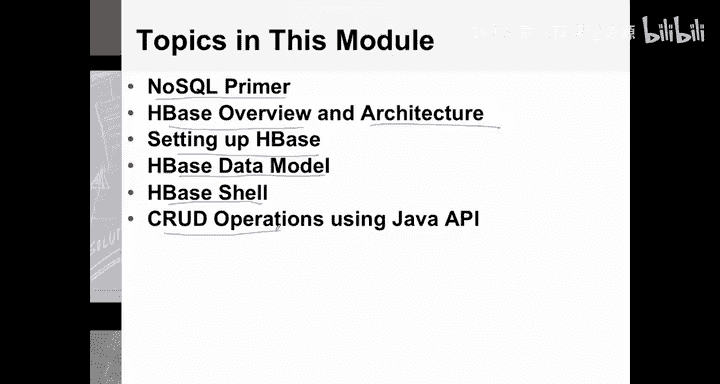 Topics in This Module
bilibili
• NoSQL Primer
• HBase Overview and Architecture
• Setting up HBase
• HBase Data Model
• HBase Shell
• CRUD Operations using Java API